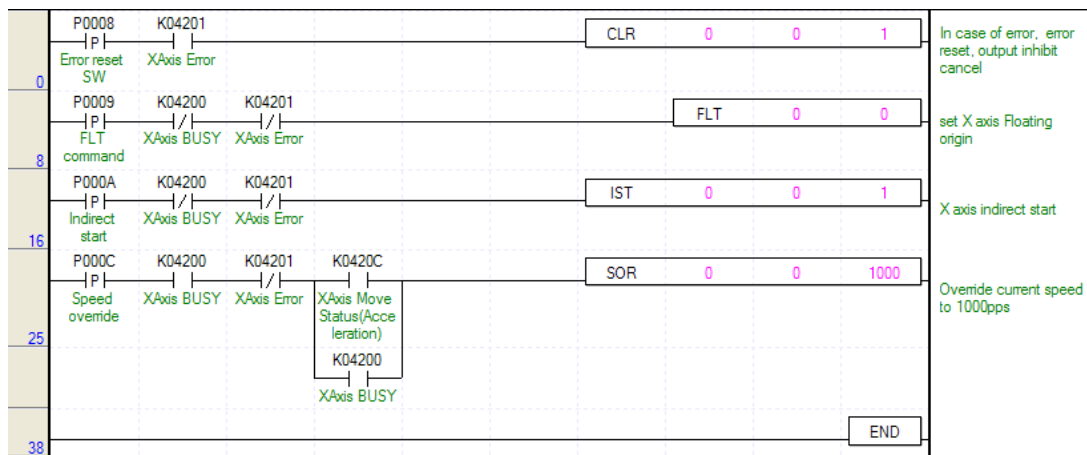 P0008 K04201
P CLR 0 0 1 In case of error, error
Error reset XAxis Error reset, output inhibit
SW cancel
0
P0009 K04200 K04201
P FLT 0 0
FLT XAxis BUSY XAxis Error set X axis Floating
command origin
8
P000A K04200 K04201
P IST 0 0 1
Indirect XAxis BUSY XAxis Error X axis indirect start
start
16
P000C K04200 K04201 K0420C
P SOR 0 0 1000
Speed XAxis BUSY XAxis Error XAxis Move Override current speed
override Status(Acce to 1000pps
leration)
25
K04200
XAxis BUSY
END
38